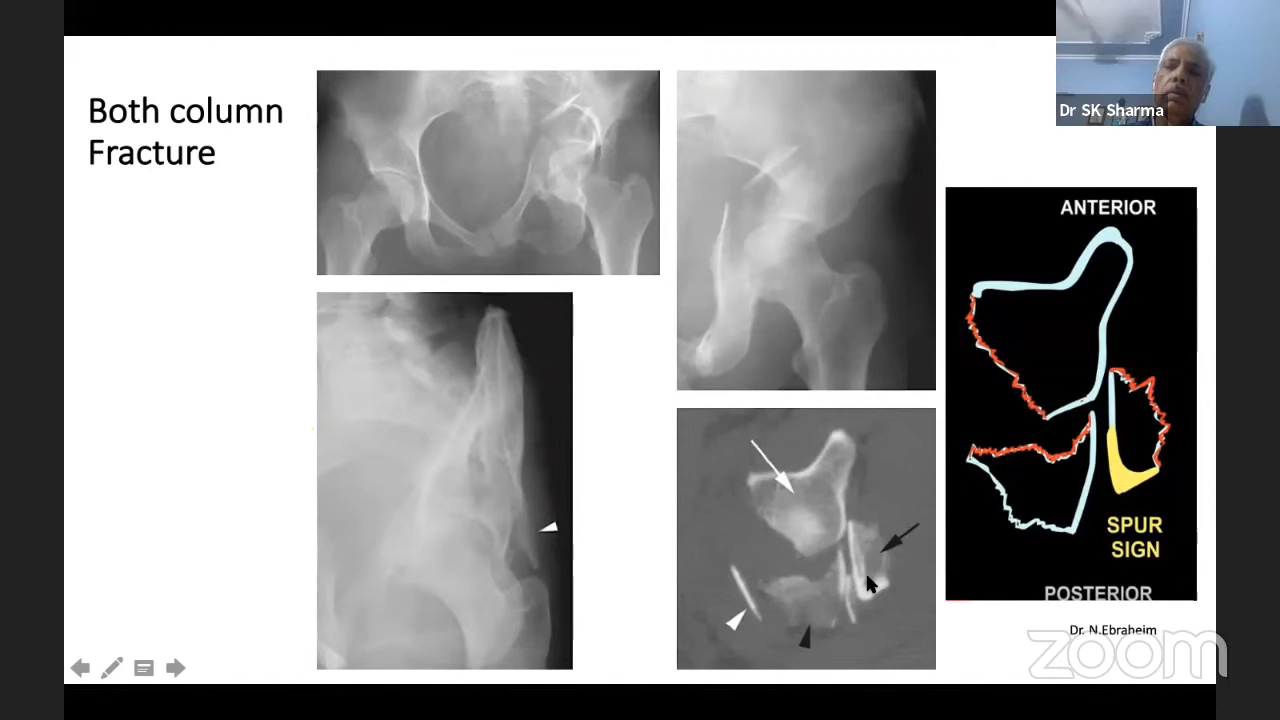 Both column
Fracture
Dr SK Sharma
ANTERIOR
SPUR
SIGN
POSTERIOR
Dr. N.Ebraheim
zoom